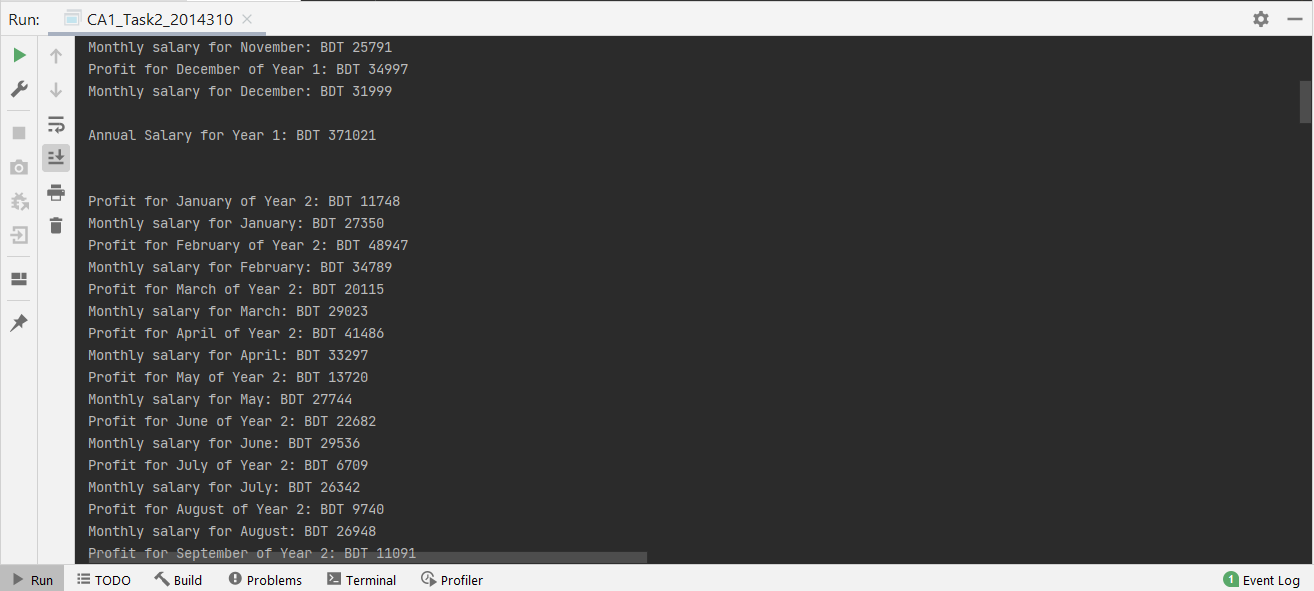 Run: CA1_Task2_2014310
Monthly salary for November: BDT 25791
Profit for December of Year 1: BDT 34997
Monthly salary for December: BDT 31999
Annual Salary for Year 1: BDT 371021
Profit for January of Year 2: BDT 11748
Monthly salary for January: BDT 27350
Profit for February of Year 2: BDT 48947
Monthly salary for February: BDT 34789
Profit for March of Year 2: BDT 20115
Monthly salary for March: BDT 29023
Profit for April of Year 2: BDT 41486
Monthly salary for April: BDT 33297
Profit for May of Year 2: BDT 13720
Monthly salary for May: BDT 27744
Profit for June of Year 2: BDT 22682
Monthly salary for June: BDT 29536
Profit for July of Year 2: BDT 6709
Monthly salary for July: BDT 26342
Profit for August of Year 2: BDT 9740
Monthly salary for August: BDT 26948
Profit for September of Year 2: BDT 11091
Run TODO Build Problems Terminal Profiler 1 Event Log